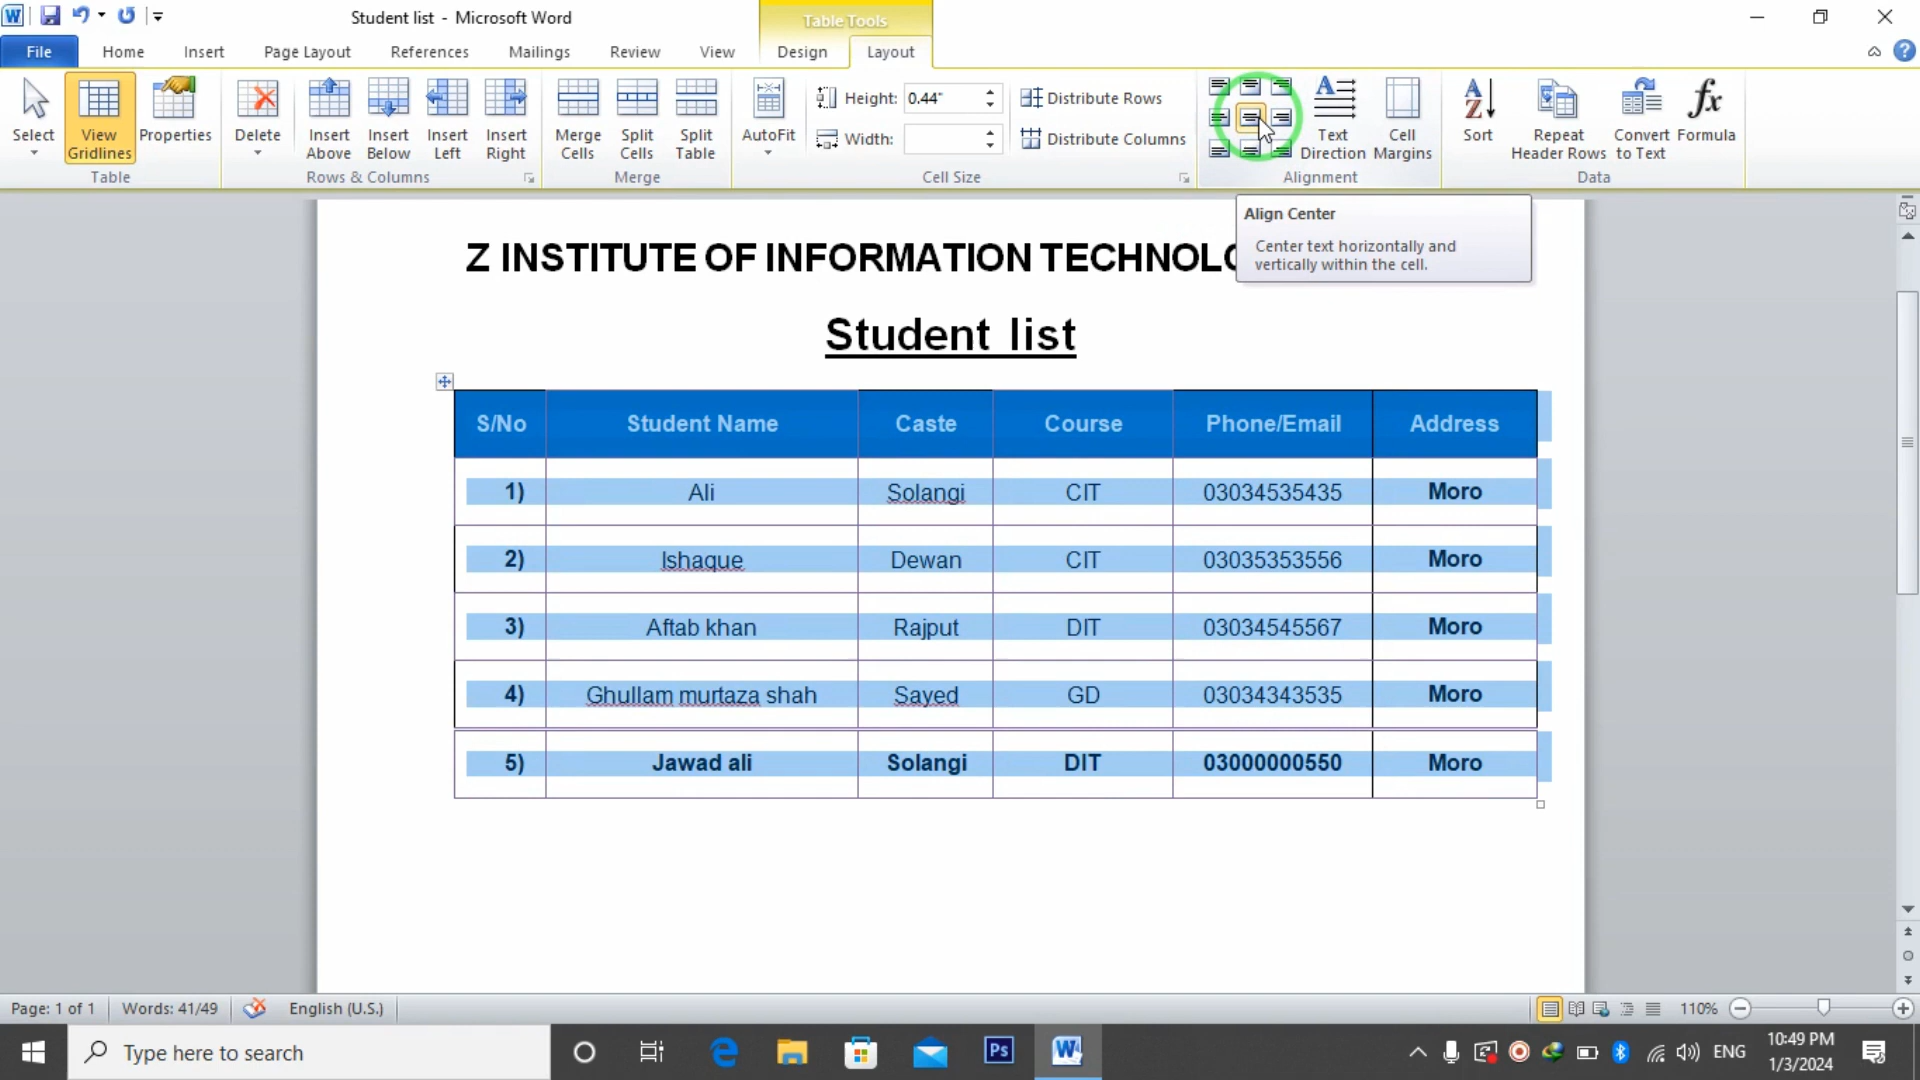 Student list - Microsoft Word
Table Tools
File Home Insert Page Layout References Mailings Review View Design Layout
Select
View Gridlines
Properties
Table
Delete
Insert Above
Insert Below
Insert Left
Insert Right
Rows & Columns
Merge Cells
Split Cells
Split Table
Merge
AutoFit
Height: 0.44"
Width:
Distribute Rows
Distribute Columns
Cell Size
Text Direction
Cell Margins
Alignment
Sort
Repeat Header Rows
Convert to Text
Formula
Data
Align Center
Center text horizontally and
vertically within the cell.
Z INSTITUTE OF INFORMATION
Student list
S/No Student Name Caste Course Phone/Email Address
1) Ali Solangi CIT 03034535435 Moro
2) Ishaque Dewan CIT 03035353556 Moro
3) Aftab khan Rajput DIT 03034545567 Moro
4) Ghullam murtaza shah Sayed GD 03034343535 Moro
5) Jawad ali Solangi DIT 03000000550 Moro
Page: 1 of 1 Words: 41/49 English (U.S.) 110%
Type here to search
Ps
ENG
10:49 PM
1/3/2024